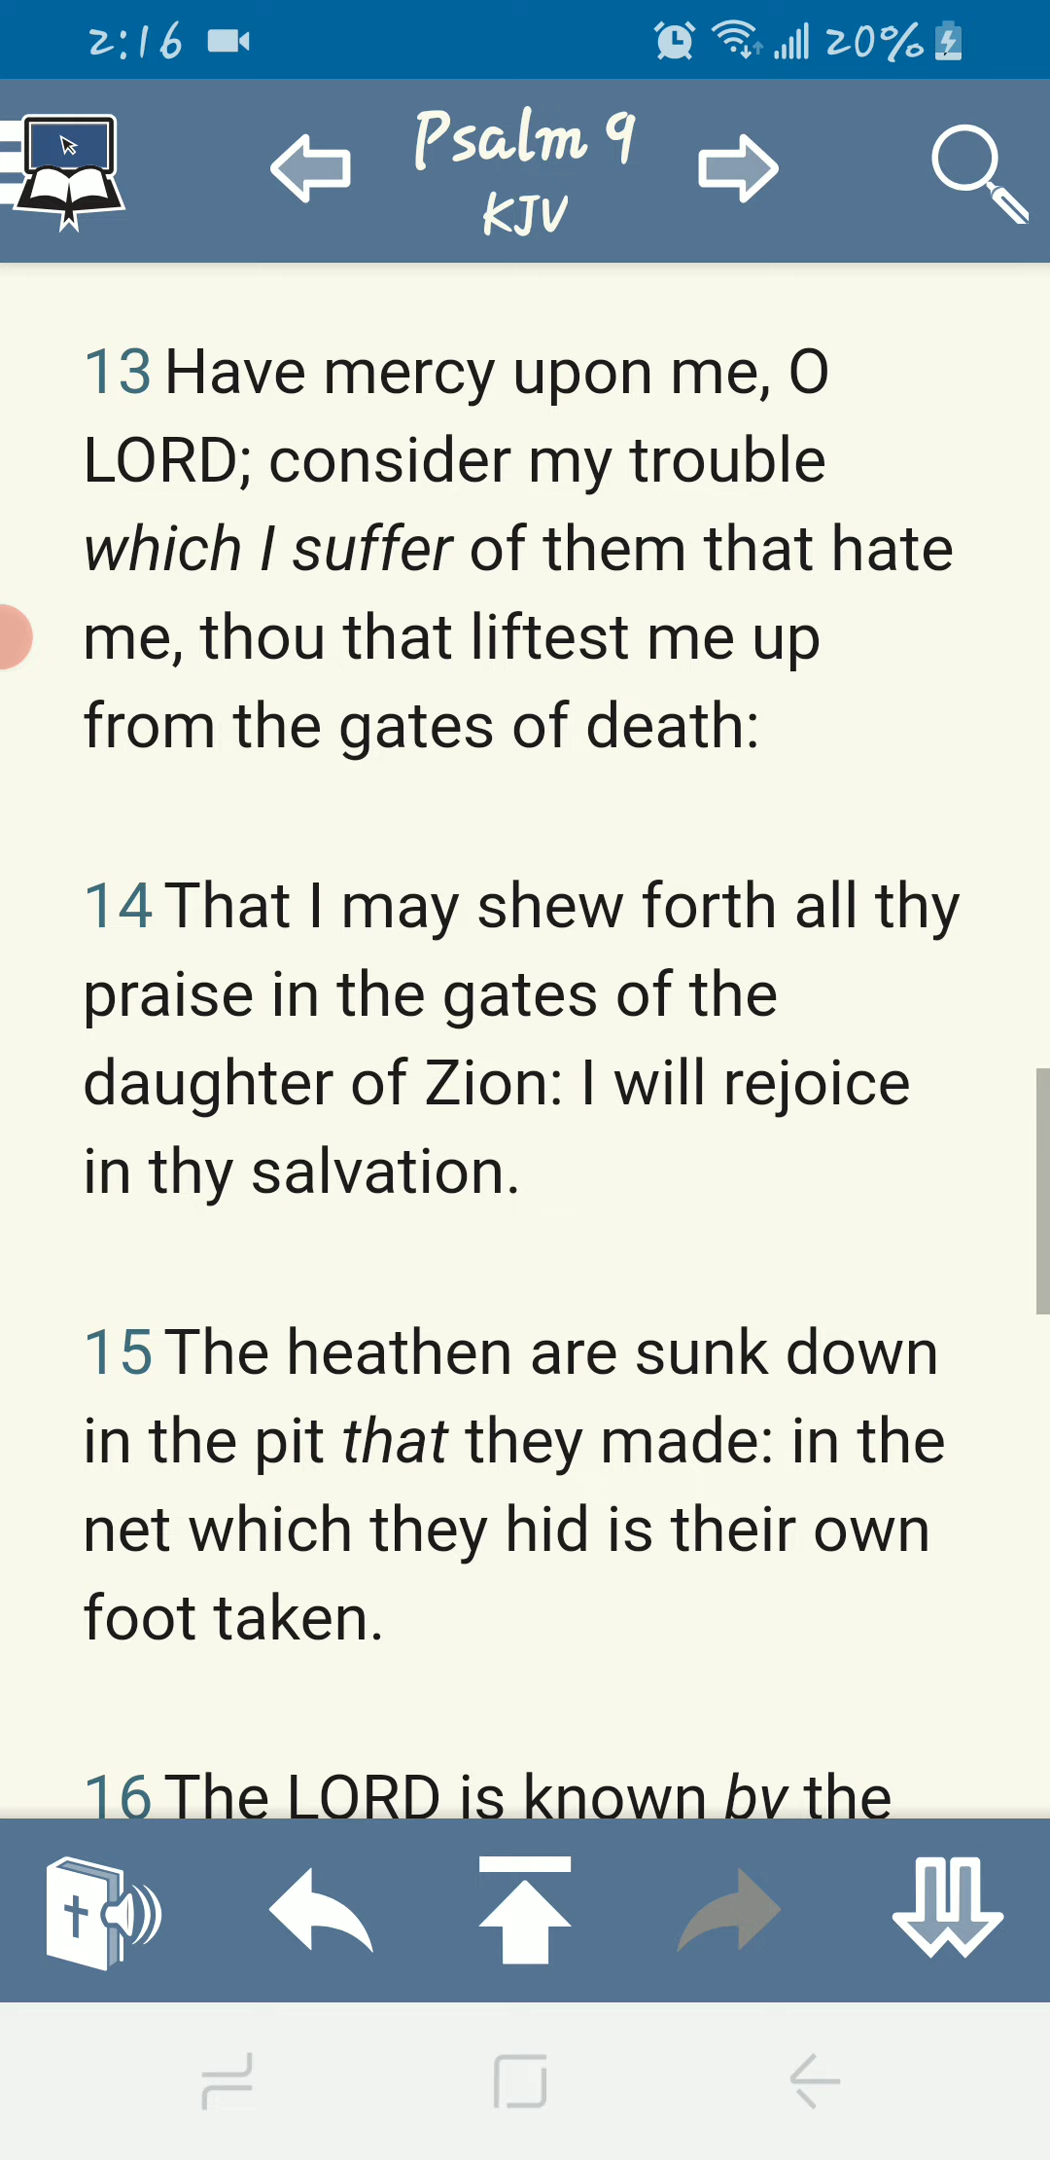 2:16 20%
Psalm 9
KJV
13 Have mercy upon me, O
LORD; consider my trouble
which I suffer of them that hate
me, thou that liftest me up
from the gates of death:
14 That I may shew forth all thy
praise in the gates of the
daughter of Zion: I will rejoice
in thy salvation.
15 The heathen are sunk down
in the pit that they made: in the
net which they hid is their own
foot taken.
16 The LORD is known by the